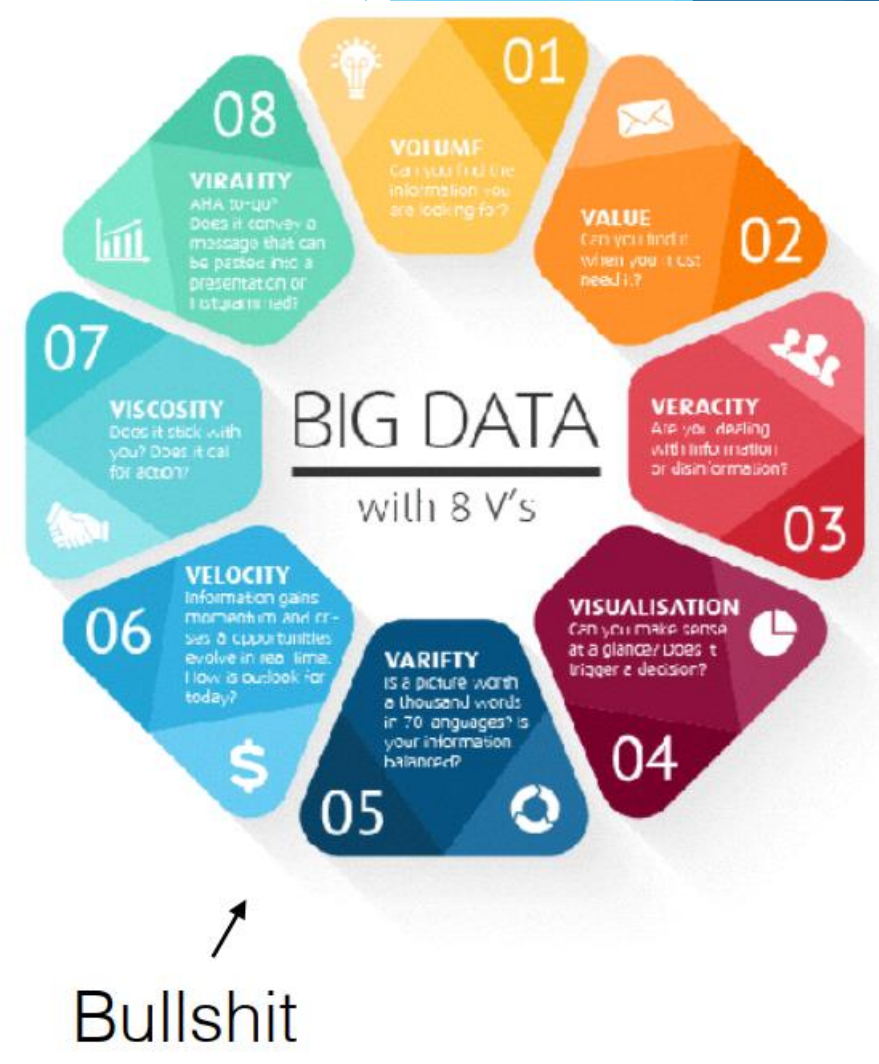 BIG DATA
with 8 V's
01
VOLUME
Can you find the
information you
are looking for?
02
VALUE
Can you find it
when you most
need it?
03
VERACITY
Are you dealing
with information
or disinformation?
04
VISUALISATION
Can you make sense
at a glance? Does it
trigger a decision?
05
VARIETY
Is a picture worth
a thousand words
in 70 languages? Is
your information
balanced?
06
VELOCITY
Information gains
momentum and cri-
ses & opportunities
evolve in real time.
How is outlook for
today?
07
VISCOSITY
Does it stick with
you? Does it call
for action?
08
VIRALITY
AHA to-go?
Does it convey a
message that can
be pasted into a
presentation or
Instgrammed?
$
Bullshit